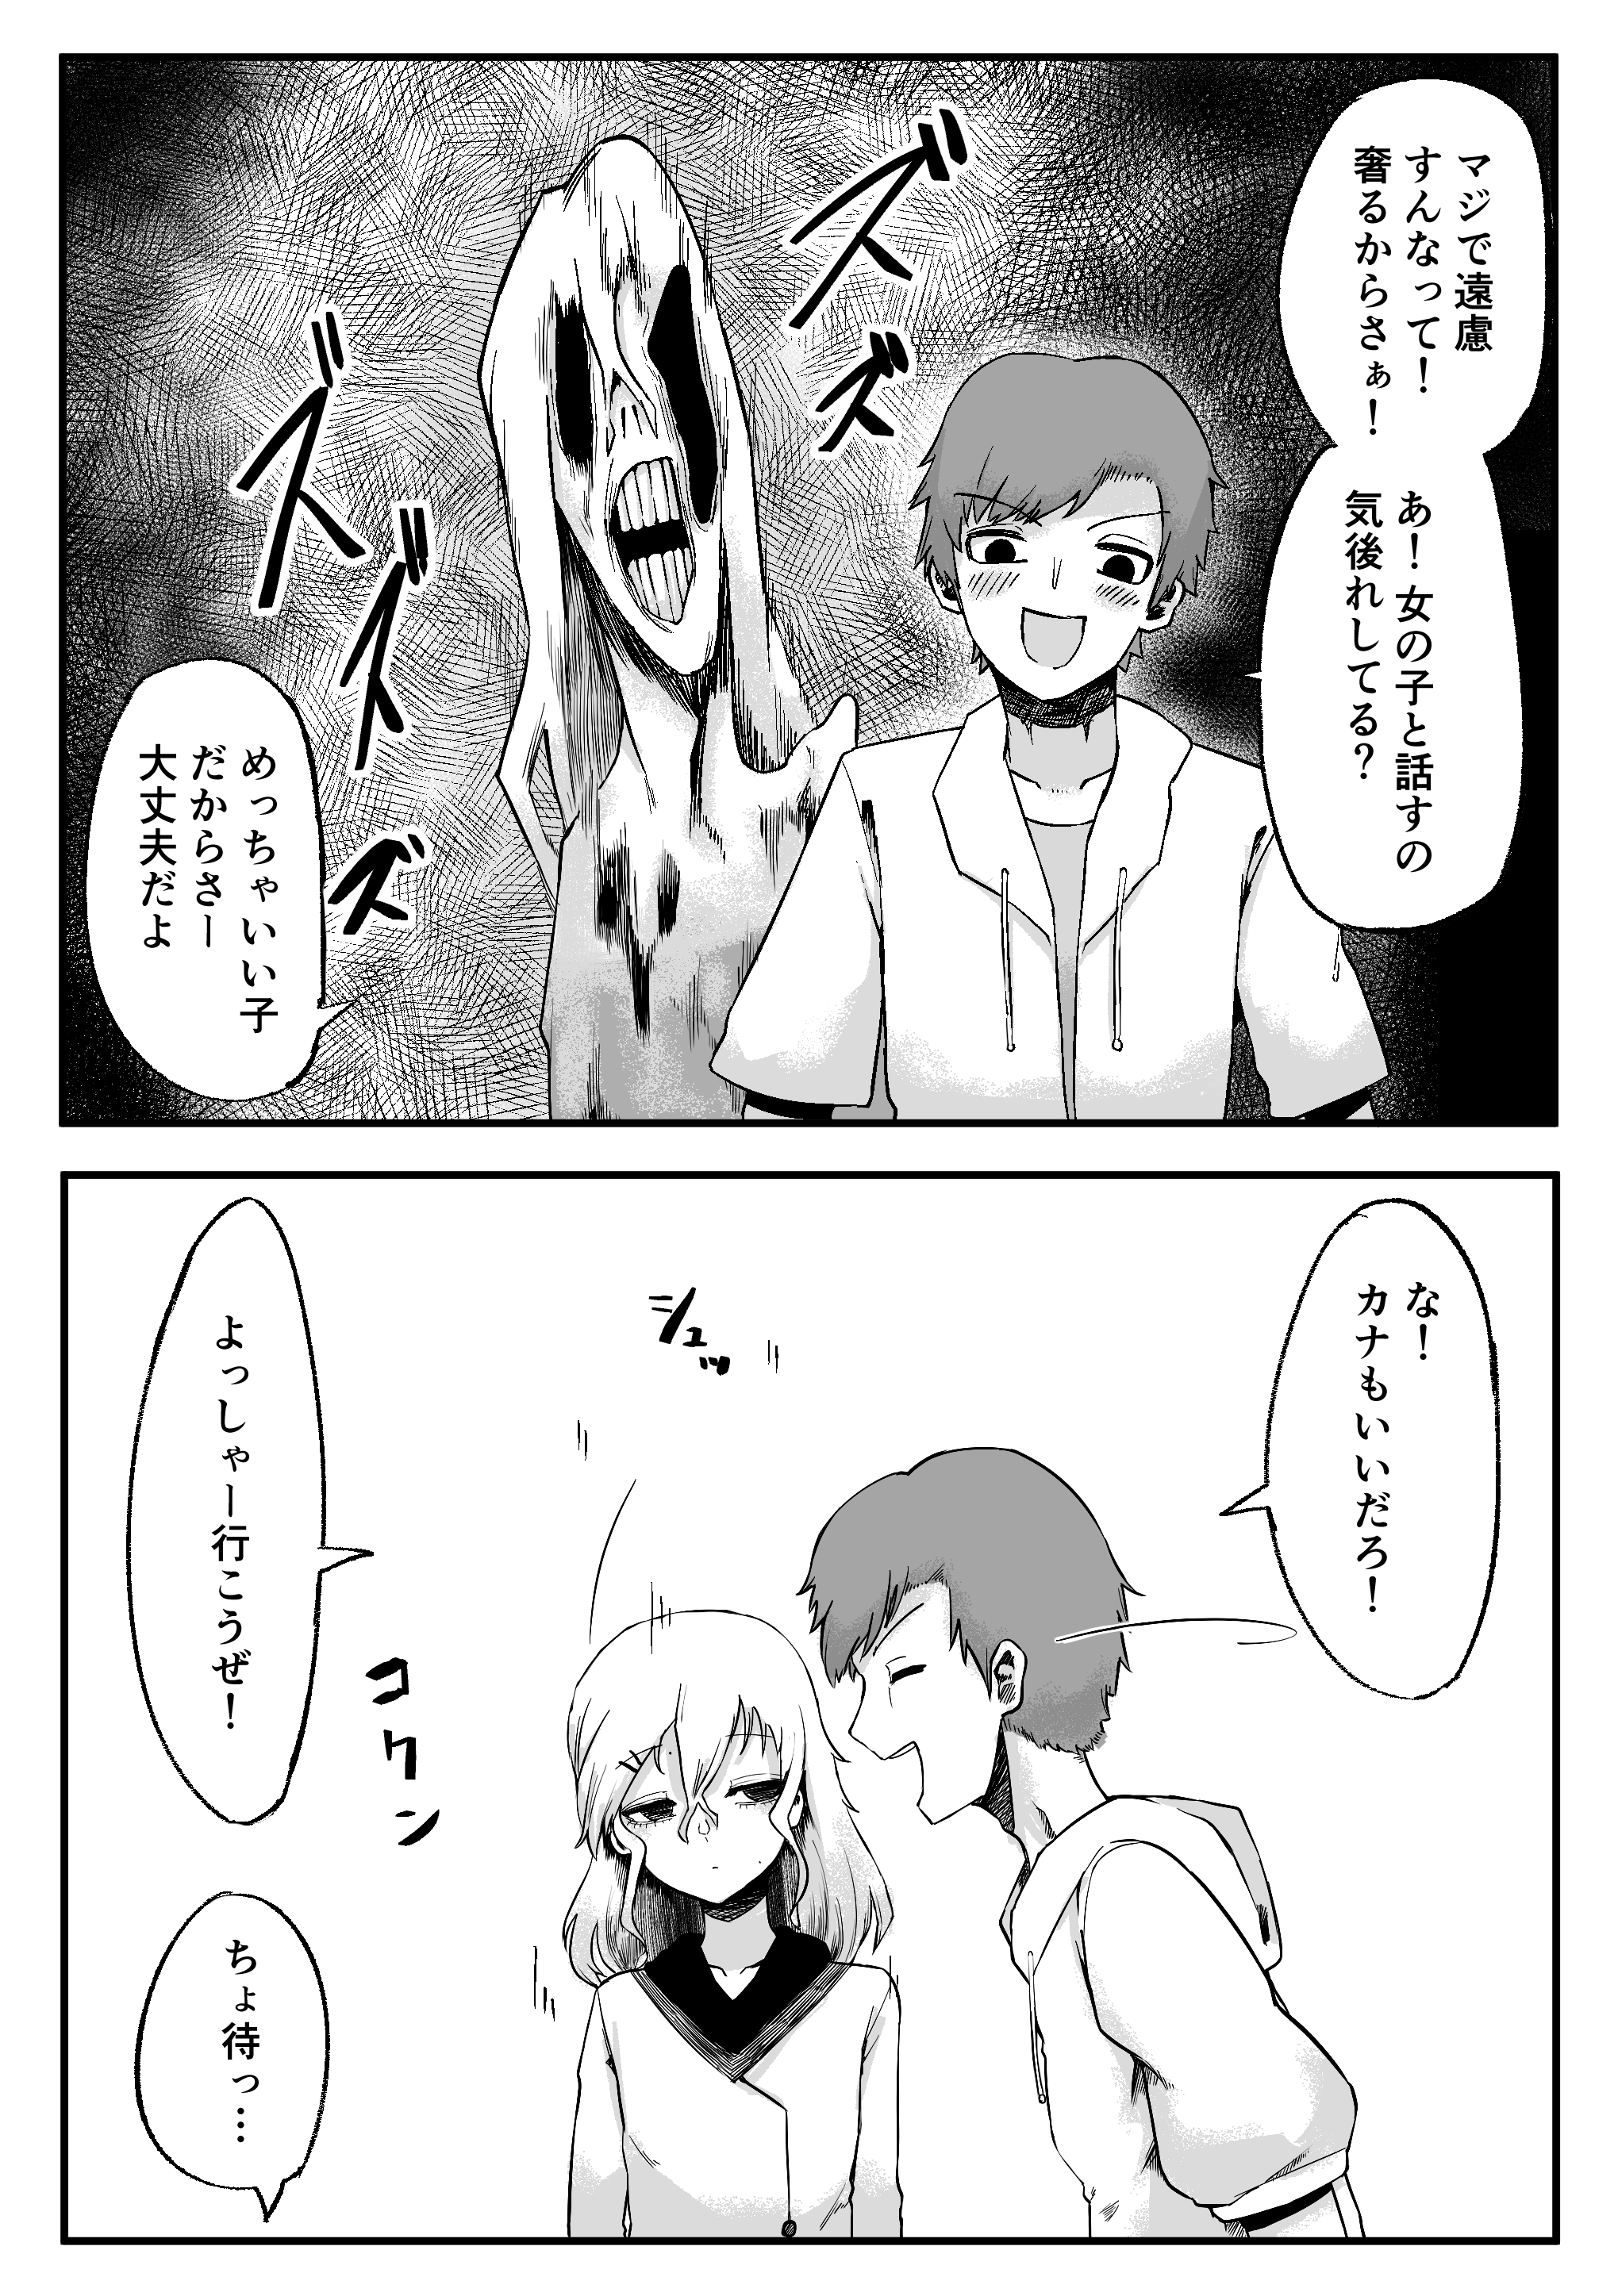 マジで遠慮
すんなって！
奢るからさぁ！
あ！女の子と話すの
気後れしてる？
ズズ
ズズ
ズ
めっちゃいい子
だからさー
大丈夫だよ
な！
カナもいいだろ！
シュッ
コクン
よっしゃー行こうぜ！
ちょ待っ…